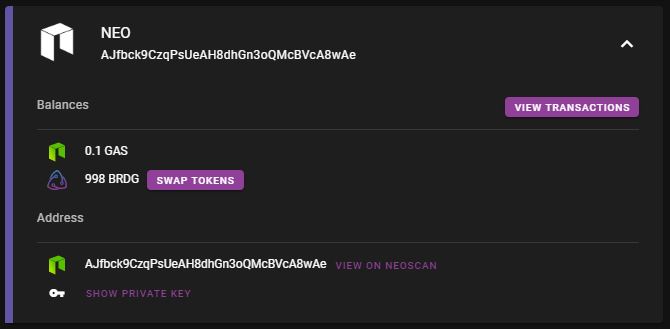 NEO
AJfbck9CzqPsUeAH8dhGn3oQMcBVcA8wAe
Balances
VIEW TRANSACTIONS
0.1 GAS
998 BRDG SWAP TOKENS
Address
AJfbck9CzqPsUeAH8dhGn3oQMcBVcA8wAe VIEW ON NEOSCAN
SHOW PRIVATE KEY